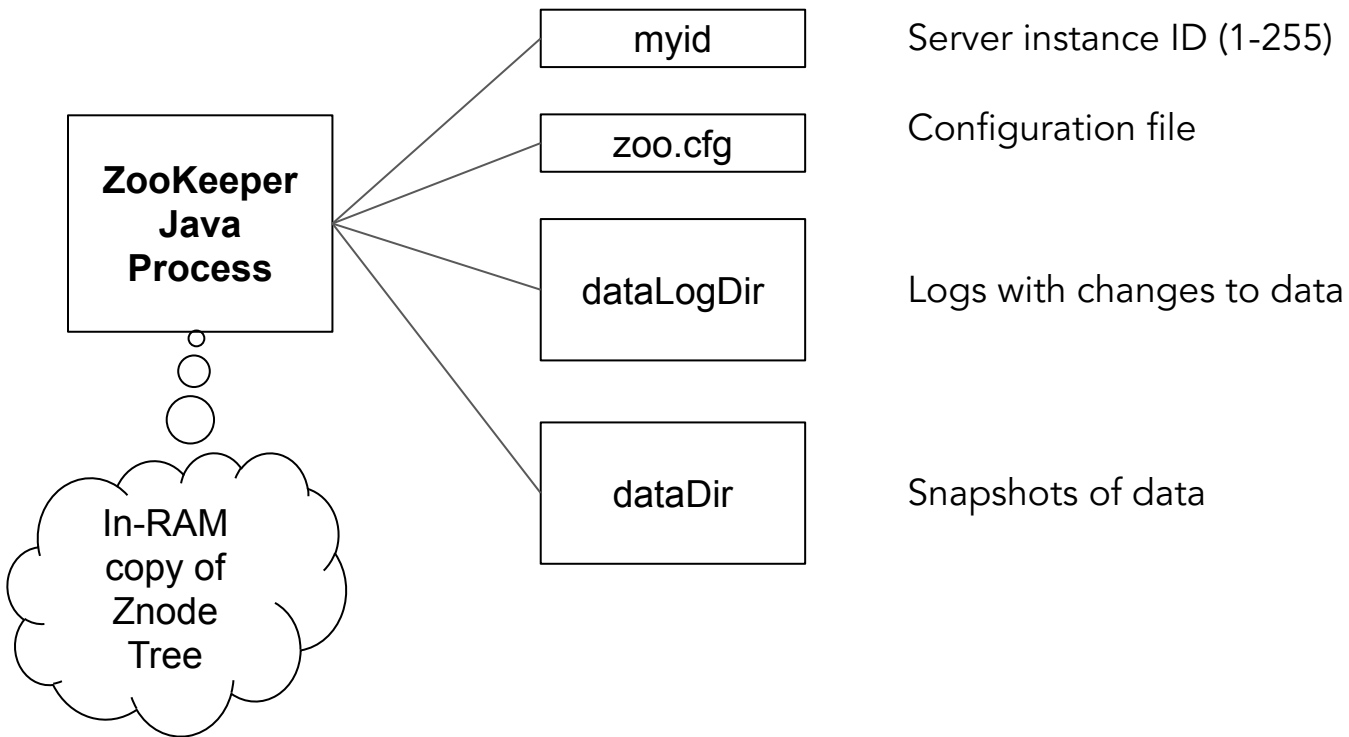 myid
Server instance ID (1-255)
zoo.cfg
Configuration file
ZooKeeper
Java
Process
dataLogDir
Logs with changes to data
dataDir
Snapshots of data
In-RAM
copy of
Znode
Tree